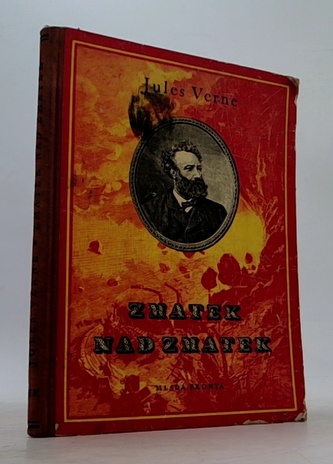 Jules Verne
ZMATEK
NAD ZMATEK
MLADÁ FRONTA